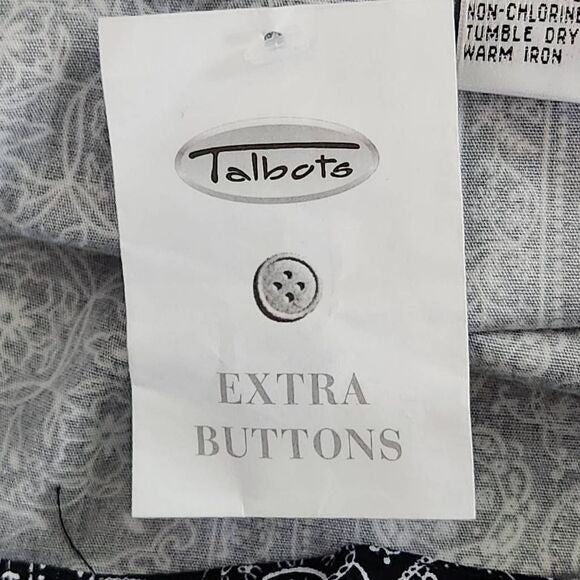 NON-CHLORINE
TUMBLE DRY
WARM IRON
Talbots
EXTRA
BUTTONS